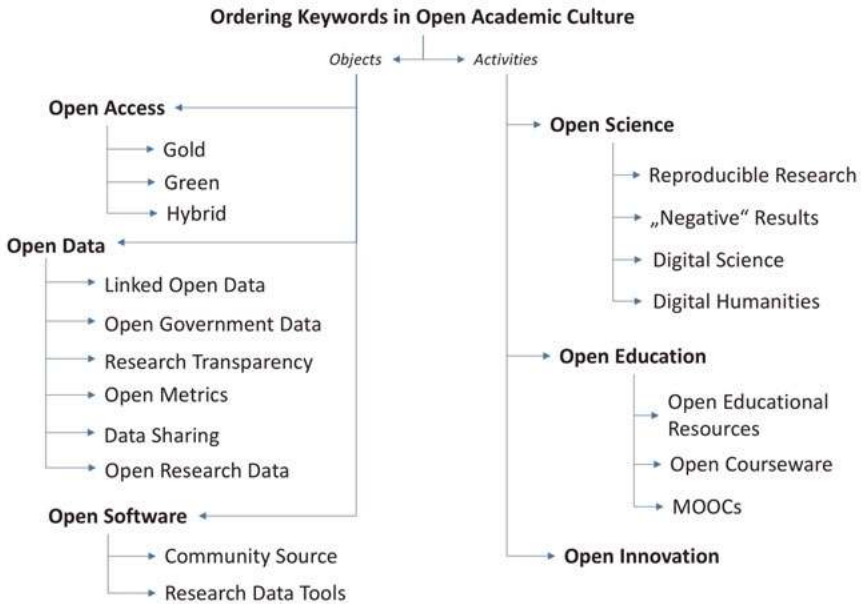 Ordering Keywords in Open Academic Culture
Objects
Activities
Open Access
Gold
Green
Hybrid
Open Data
Linked Open Data
Open Government Data
Research Transparency
Open Metrics
Data Sharing
Open Research Data
Open Software
Community Source
Research Data Tools
Open Science
Reproducible Research
„Negative“ Results
Digital Science
Digital Humanities
Open Education
Open Educational
Resources
Open Courseware
MOOCs
Open Innovation